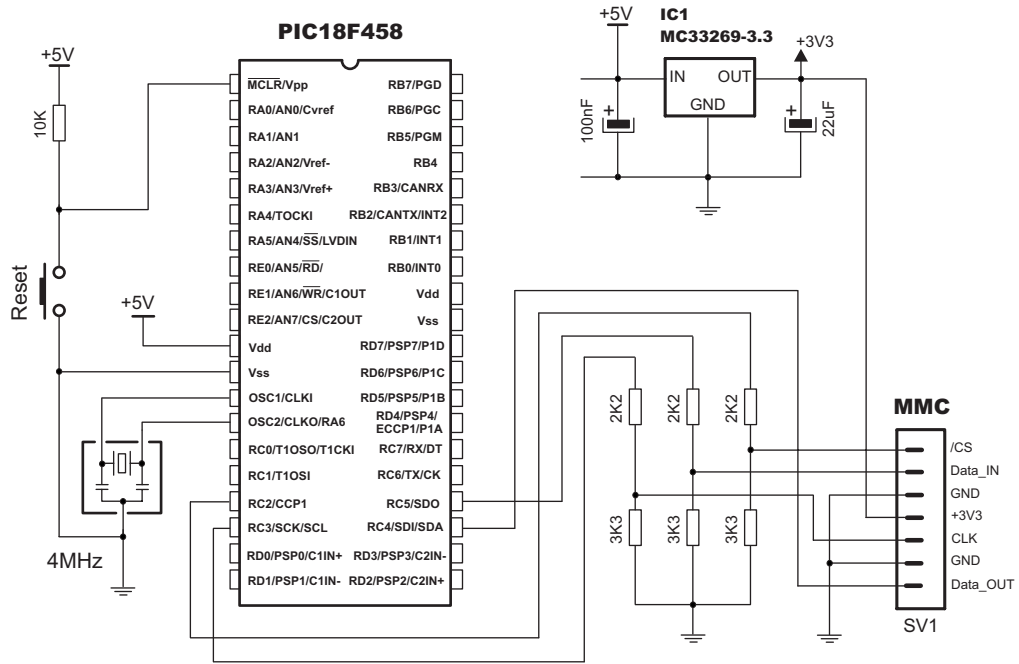 PIC18F458
+5V
10K
Reset
+5V
4MHz
MCLR/Vpp
RA0/AN0/Cvref
RA1/AN1
RA2/AN2/Vref-
RA3/AN3/Vref+
RA4/TOCKI
RA5/AN4/SS/LVDIN
RE0/AN5/RD/
RE1/AN6/WR/C1OUT
RE2/AN7/CS/C2OUT
Vdd
Vss
OSC1/CLKI
OSC2/CLKO/RA6
RC0/T1OSO/T1CKI
RC1/T1OSI
RC2/CCP1
RC3/SCK/SCL
RD0/PSP0/C1IN+
RD1/PSP1/C1IN-
RB7/PGD
RB6/PGC
RB5/PGM
RB4
RB3/CANRX
RB2/CANTX/INT2
RB1/INT1
RB0/INT0
Vdd
Vss
RD7/PSP7/P1D
RD6/PSP6/P1C
RD5/PSP5/P1B
RD4/PSP4/
ECCP1/P1A
RC7/RX/DT
RC6/TX/CK
RC5/SDO
RC4/SDI/SDA
RD3/PSP3/C2IN-
RD2/PSP2/C2IN+
+5V
IC1
MC33269-3.3
+3V3
IN
OUT
GND
100nF
+
+
22uF
2K2
2K2
2K2
3K3
3K3
3K3
MMC
/CS
Data_IN
GND
+3V3
CLK
GND
Data_OUT
SV1